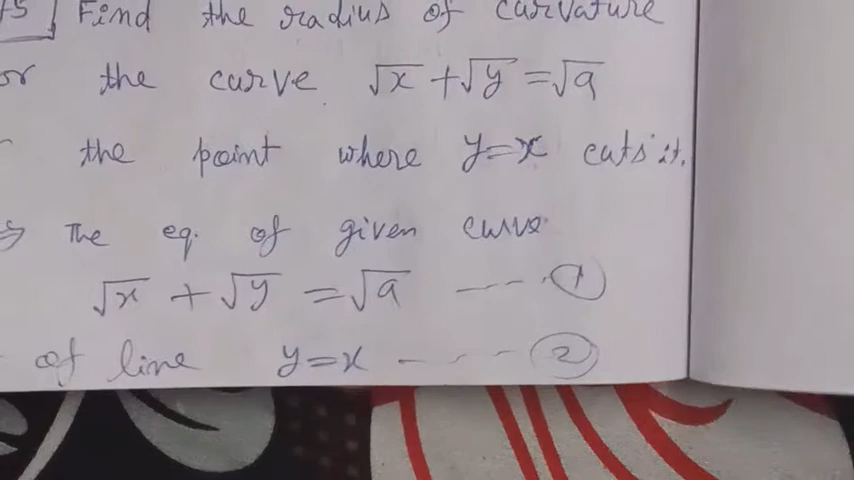 Find the radius of curvature
the curve √x + √y = √a
the point where y=x cuts it.
⇒ The eq. of given curve
√x + √y = √a ----- ①
of line y=x ----- ②